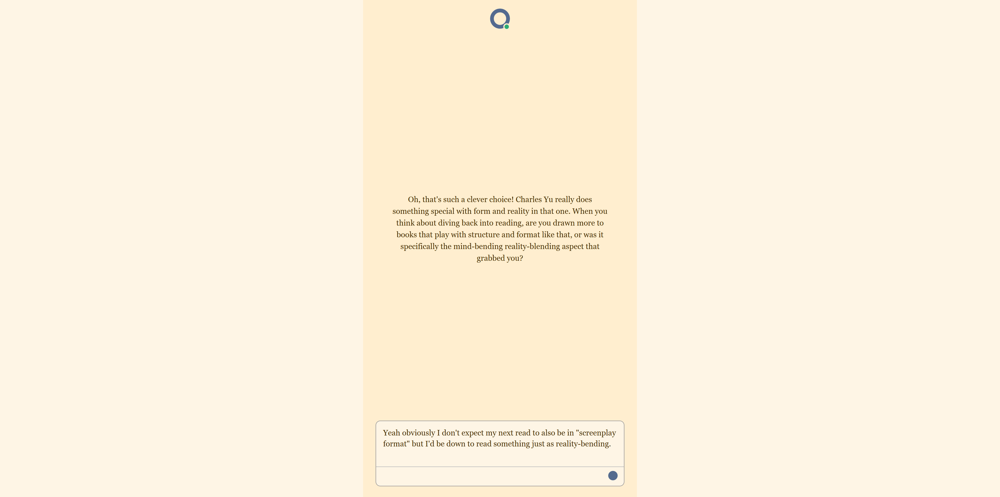 Oh, that's such a clever choice! Charles Yu really does
something special with form and reality in that one. When you
think about diving back into reading, are you drawn more to
books that play with structure and format like that, or was it
specifically the mind-bending reality-blending aspect that
grabbed you?
Yeah obviously I don't expect my next read to also be in "screenplay
format" but I'd be down to read something just as reality-bending.